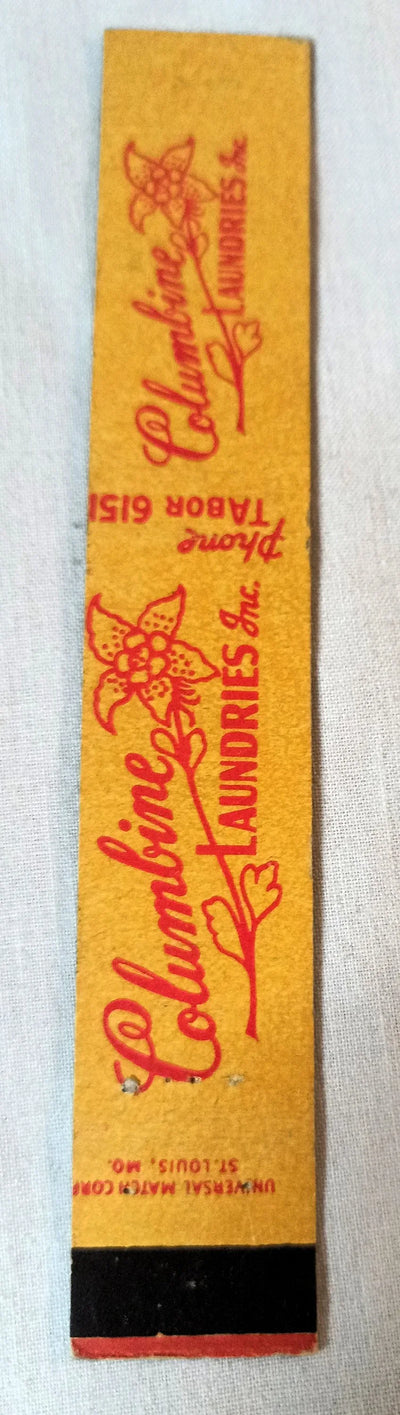 Columbine
LAUNDRIES Inc
Phone
TABOR 6151
Columbine
LAUNDRIES Inc.
UNIVERSAL MATCH CORP
ST. LOUIS, MO.